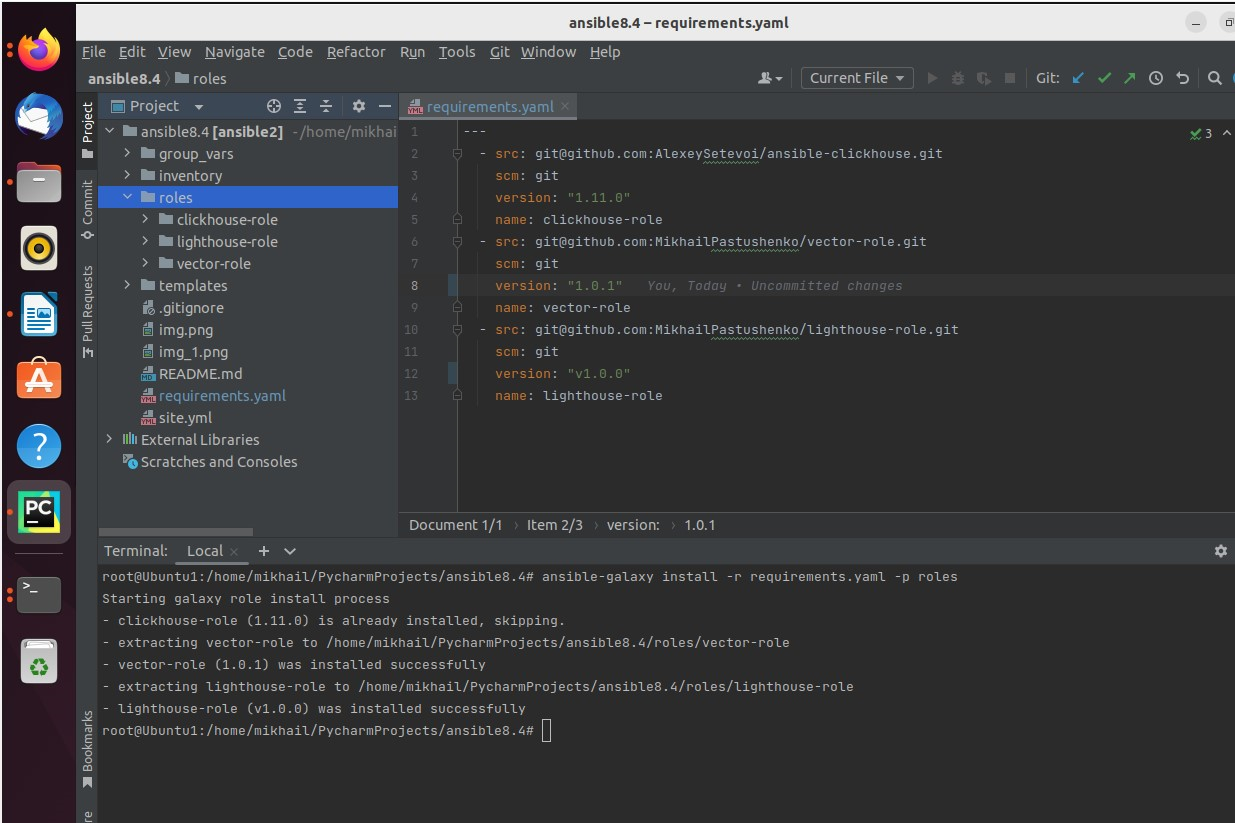 ansible8.4 – requirements.yaml
File Edit View Navigate Code Refactor Run Tools Git Window Help
ansible8.4 roles
Current File
Git:
Project
requirements.yaml
Project
Commit
Pull Requests
Bookmarks
re
ansible8.4 [ansible2] ~/home/mikhai
group_vars
inventory
roles
clickhouse-role
lighthouse-role
vector-role
templates
.gitignore
img.png
img_1.png
README.md
requirements.yaml
site.yml
External Libraries
Scratches and Consoles
3
1 ---
2 - src: git@github.com:AlexeySetevoi/ansible-clickhouse.git
3 scm: git
4 version: "1.11.0"
5 name: clickhouse-role
6 - src: git@github.com:MikhailPastushenko/vector-role.git
7 scm: git
8 version: "1.0.1" You, Today • Uncommitted changes
9 name: vector-role
10 - src: git@github.com:MikhailPastushenko/lighthouse-role.git
11 scm: git
12 version: "v1.0.0"
13 name: lighthouse-role
Document 1/1 Item 2/3 version: 1.0.1
Terminal: Local
root@Ubuntu1:/home/mikhail/PycharmProjects/ansible8.4# ansible-galaxy install -r requirements.yaml -p roles
Starting galaxy role install process
- clickhouse-role (1.11.0) is already installed, skipping.
- extracting vector-role to /home/mikhail/PycharmProjects/ansible8.4/roles/vector-role
- vector-role (1.0.1) was installed successfully
- extracting lighthouse-role to /home/mikhail/PycharmProjects/ansible8.4/roles/lighthouse-role
- lighthouse-role (v1.0.0) was installed successfully
root@Ubuntu1:/home/mikhail/PycharmProjects/ansible8.4#
PC